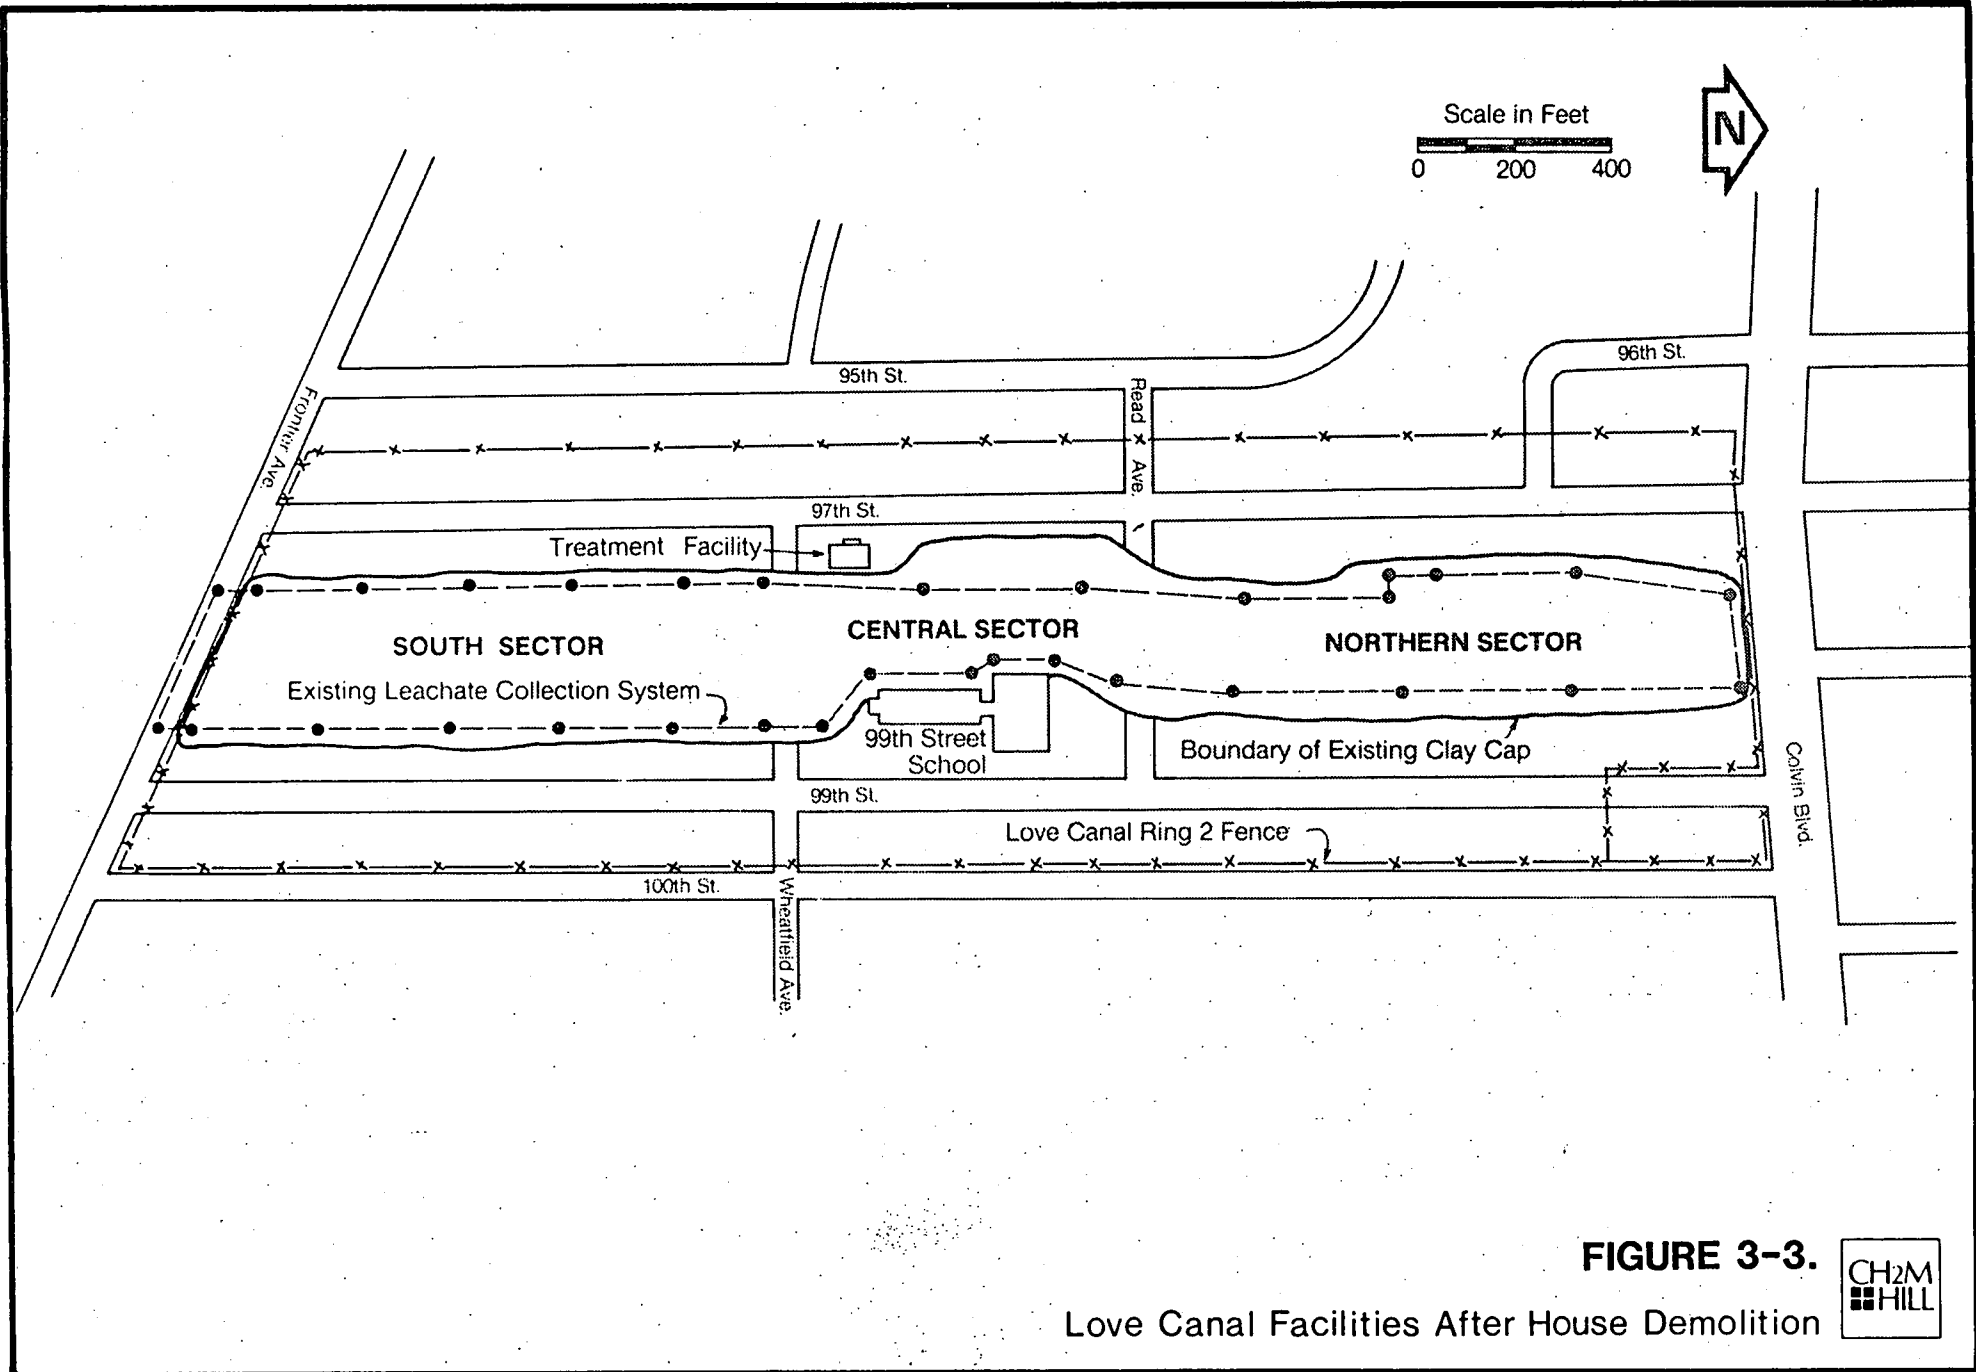 Scale in Feet
0 200 400
N
95th St.
96th St.
Read Ave.
Frontier Ave.
97th St.
Treatment Facility
SOUTH SECTOR
CENTRAL SECTOR
NORTHERN SECTOR
Existing Leachate Collection System
99th Street
School
Boundary of Existing Clay Cap
Colvin Blvd.
99th St.
Love Canal Ring 2 Fence
100th St.
Wheatfield Ave.
FIGURE 3-3.
Love Canal Facilities After House Demolition
CH2M
HILL